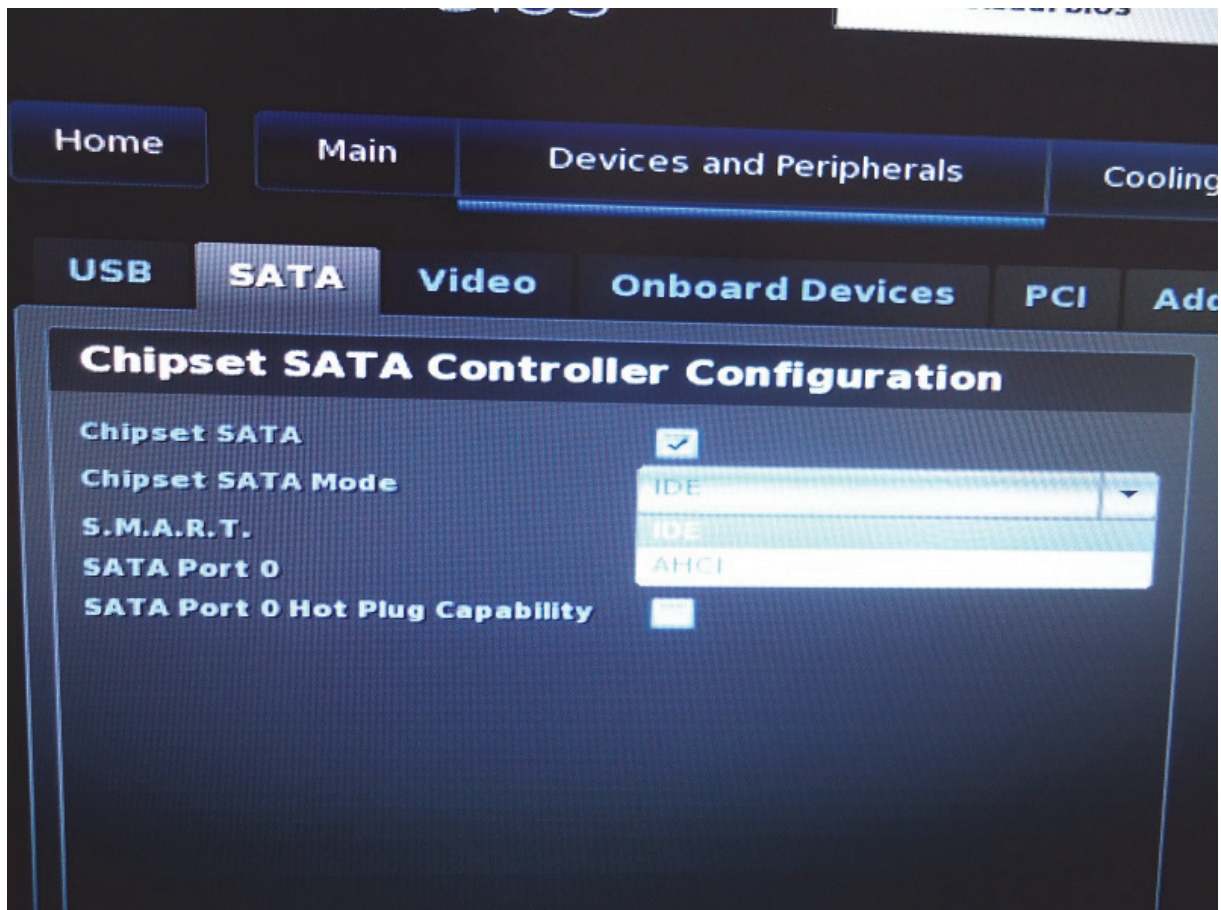 Home Main Devices and Peripherals Cooling
USB SATA Video Onboard Devices PCI
Chipset SATA Controller Configuration
Chipset SATA
Chipset SATA Mode IDE
IDE
S.M.A.R.T.
AHCI
SATA Port 0
SATA Port 0 Hot Plug Capability